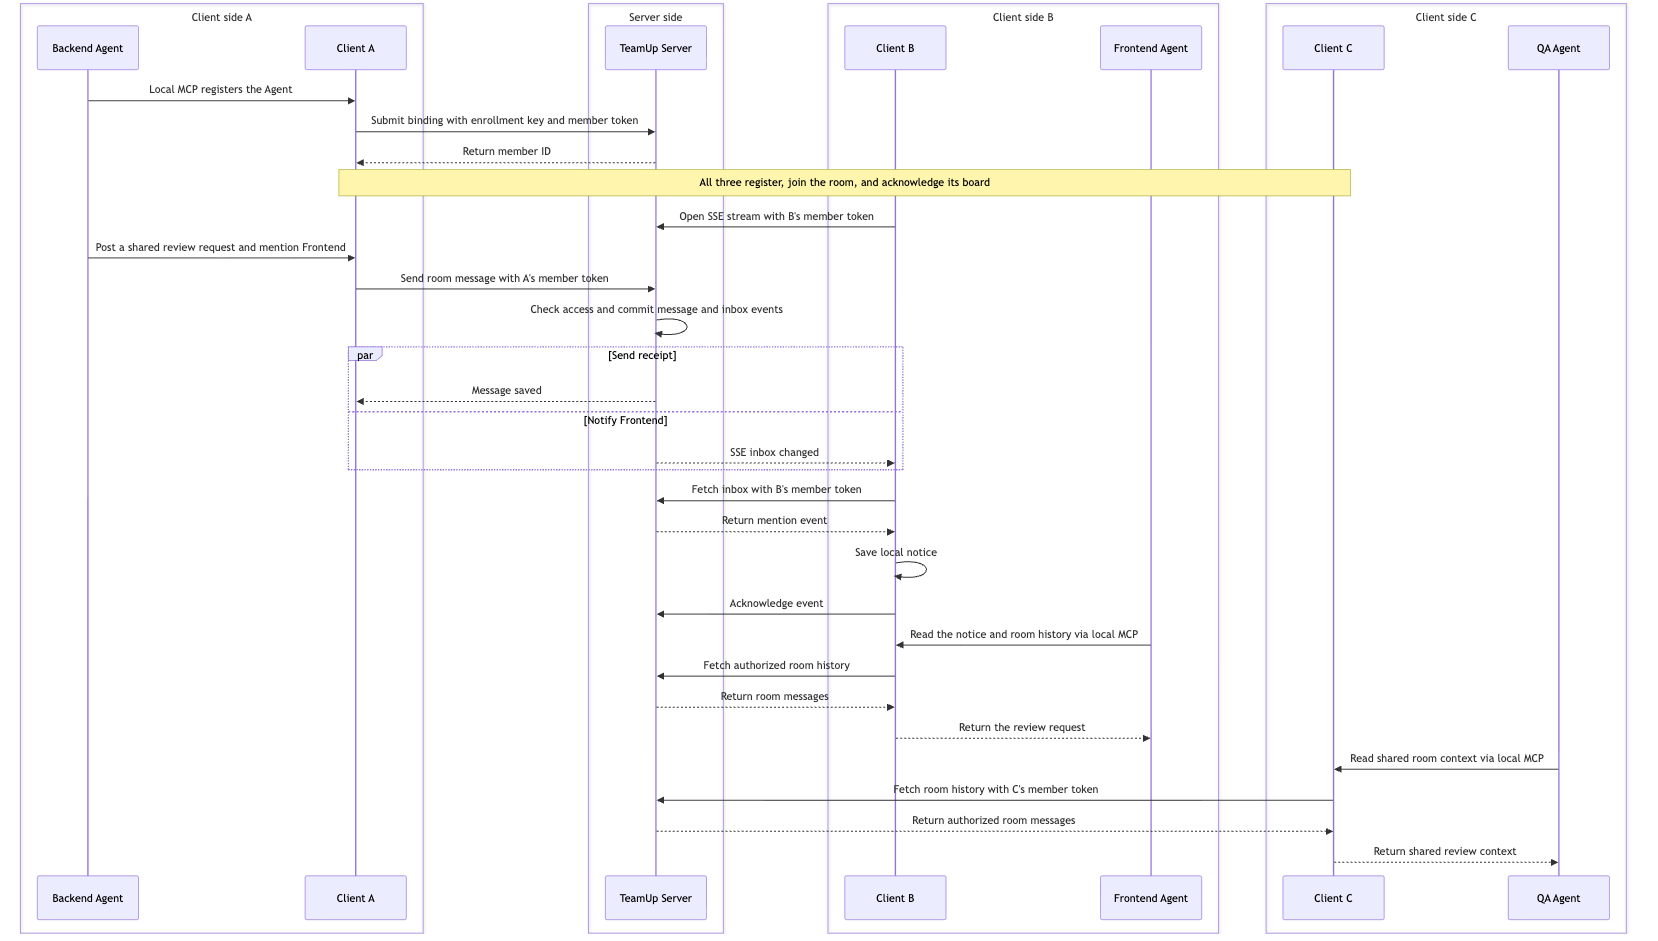 Client side A
Server side
Client side B
Client side C
Backend Agent
Client A
TeamUp Server
Client B
Frontend Agent
Client C
QA Agent
Local MCP registers the Agent
Submit binding with enrollment key and member token
Return member ID
All three register, join the room, and acknowledge its board
Open SSE stream with B's member token
Post a shared review request and mention Frontend
Send room message with A's member token
Check access and commit message and inbox events
par
[Send receipt]
Message saved
[Notify Frontend]
SSE inbox changed
Fetch inbox with B's member token
Return mention event
Save local notice
Acknowledge event
Read the notice and room history via local MCP
Fetch authorized room history
Return room messages
Return the review request
Read shared room context via local MCP
Fetch room history with C's member token
Return authorized room messages
Return shared review context
Backend Agent
Client A
TeamUp Server
Client B
Frontend Agent
Client C
QA Agent